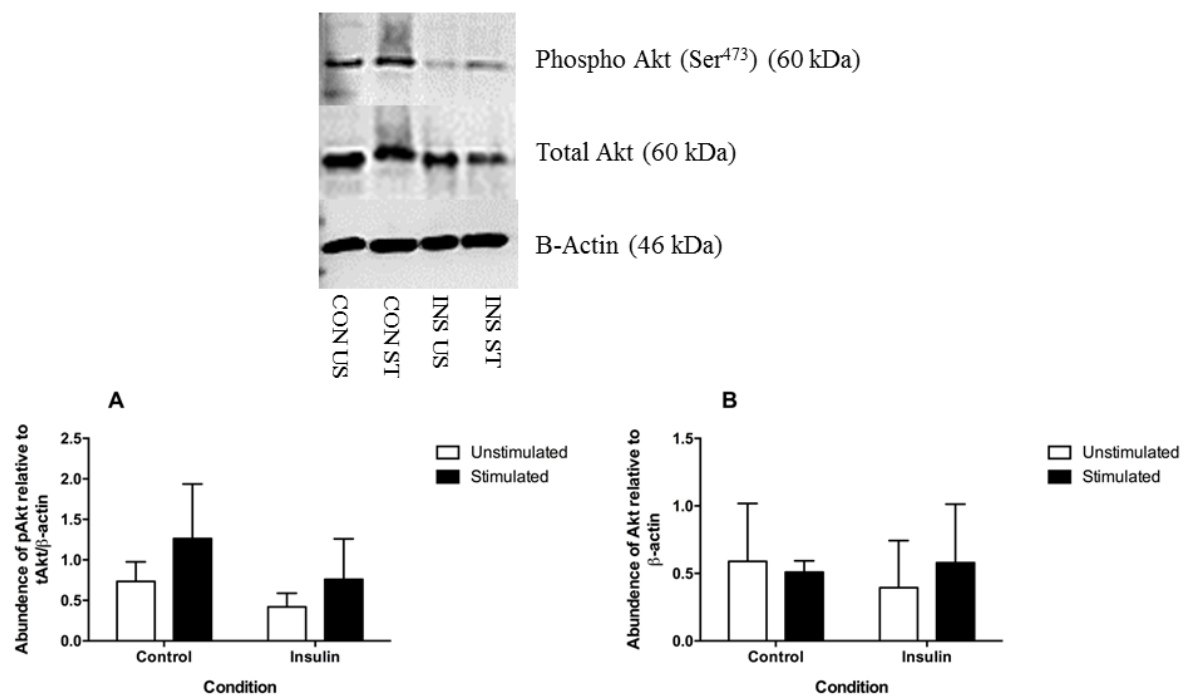 Phospho Akt (Ser⁴⁷³) (60 kDa)
Total Akt (60 kDa)
B-Actin (46 kDa)
CON US
CON ST
INS US
INS ST
A
Abundence of pAkt relative to
tAkt/β-actin
2.5
2.0
1.5
1.0
0.5
0.0
Control
Insulin
Condition
Unstimulated
Stimulated
B
Abundence of Akt relative to
β-actin
1.5
1.0
0.5
0.0
Control
Insulin
Condition
Unstimulated
Stimulated